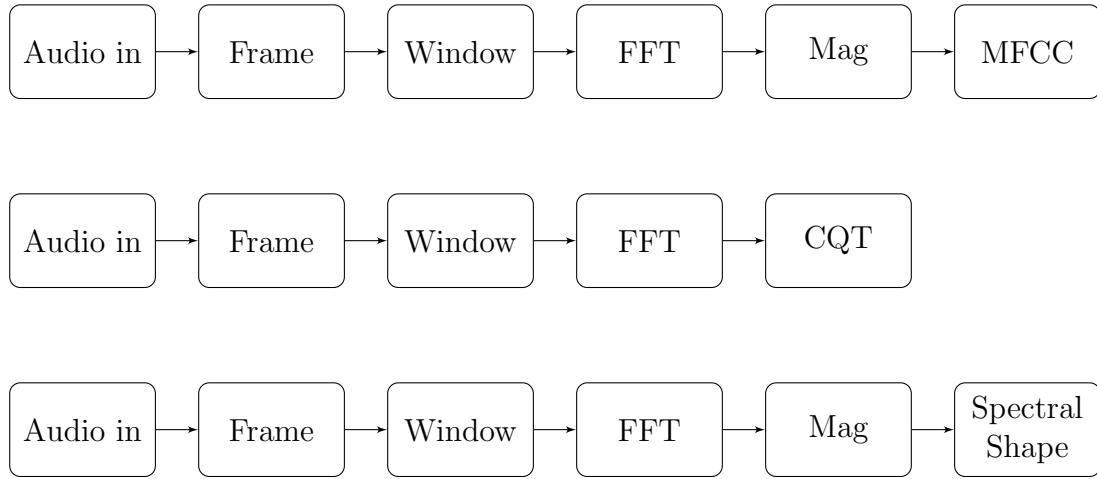 Audio in Frame Window FFT Mag MFCC
Audio in Frame Window FFT CQT
Audio in Frame Window FFT Mag Spectral
Shape